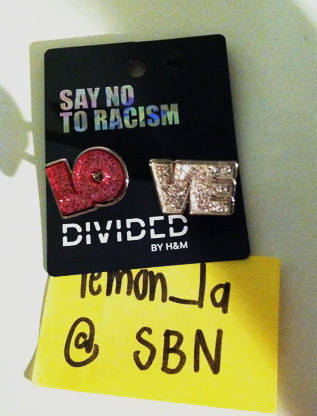 SAY NO
TO RACISM
LO VE
DIVIDED
BY H&M
lemon_la
@ SBN